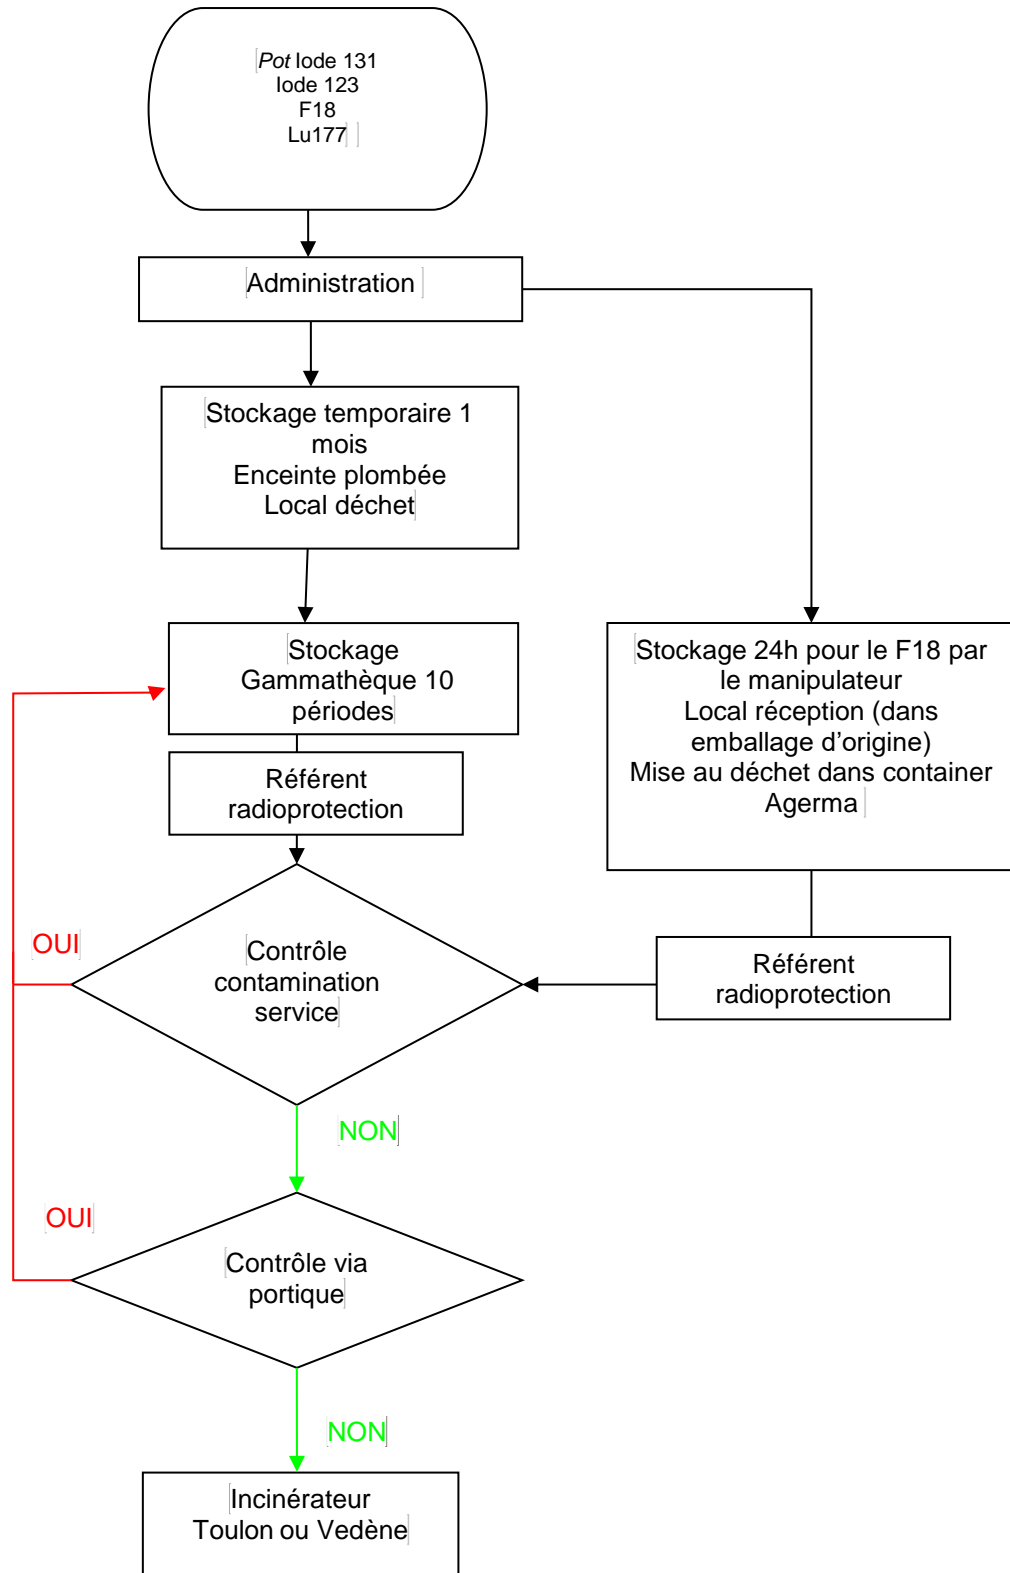 Pot Iode 131
Iode 123
F18
Lu177
Administration
Stockage temporaire 1
mois
Enceinte plombée
Local déchet
Stockage
Gammathèque 10
périodes
Stockage 24h pour le F18 par
le manipulateur
Local réception (dans
emballage d’origine)
Mise au déchet dans container
Agerma
Référent
radioprotection
OUI
Contrôle
contamination
service
Référent
radioprotection
NON
OUI
Contrôle via
portique
NON
Incinérateur
Toulon ou Vedène